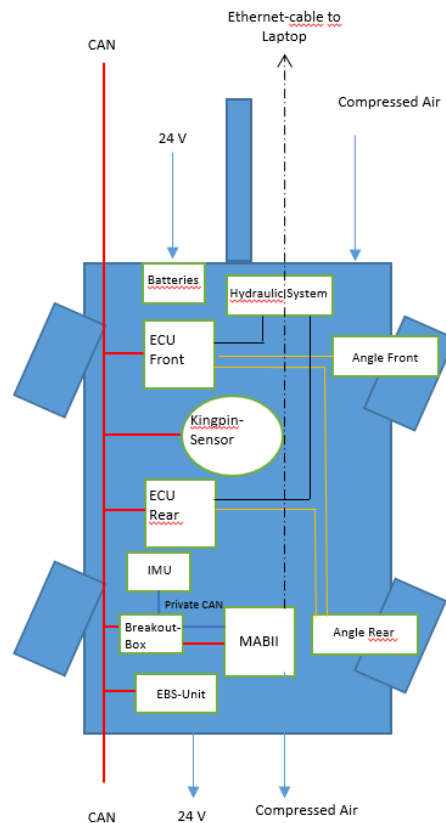 Ethernet-cable to
Laptop
CAN
Compressed Air
24 V
Batteries
Hydraulic System
ECU
Front
Angle Front
Kingpin-
Sensor
ECU
Rear
IMU
Private CAN
Breakout-
Box
MABII
Angle Rear
EBS-Unit
CAN
24 V
Compressed Air